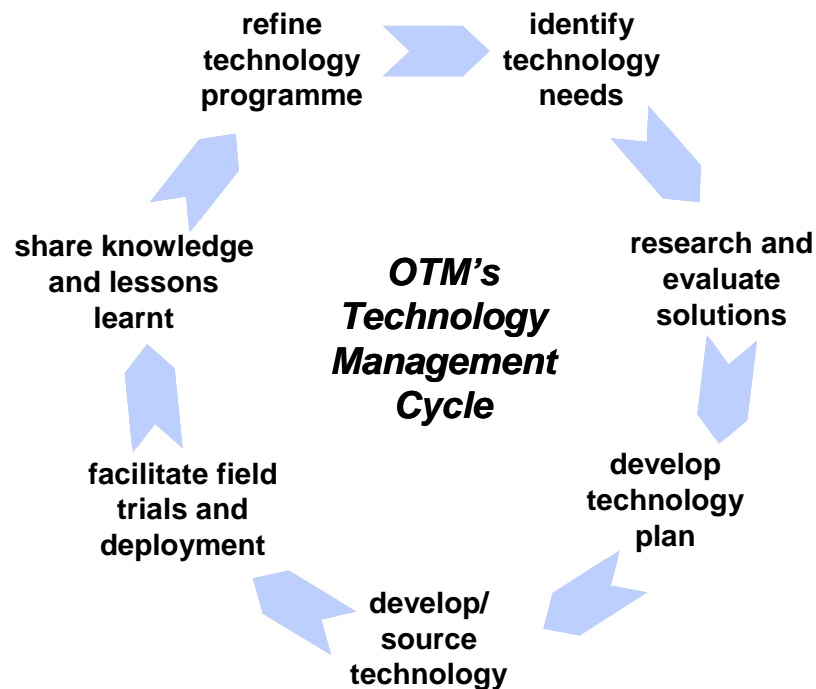 refine
technology
programme
identify
technology
needs
research and
evaluate
solutions
develop
technology
plan
develop/
source
technology
facilitate field
trials and
deployment
share knowledge
and lessons
learnt
OTM’s
Technology
Management
Cycle